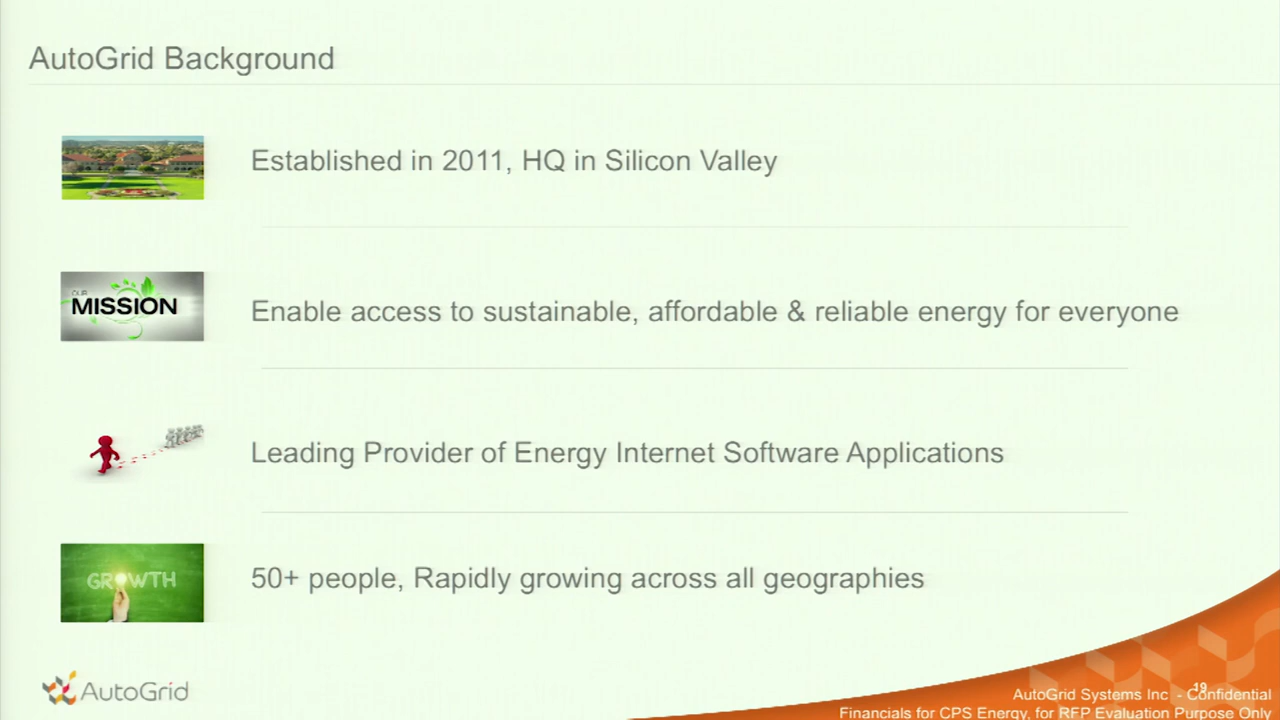 AutoGrid Background
Established in 2011, HQ in Silicon Valley
OUR
MISSION
Enable access to sustainable, affordable & reliable energy for everyone
Leading Provider of Energy Internet Software Applications
GROWTH
50+ people, Rapidly growing across all geographies
AutoGrid
19
AutoGrid Systems Inc - Confidential
Financials for CPS Energy, for RFP Evaluation Purpose Only